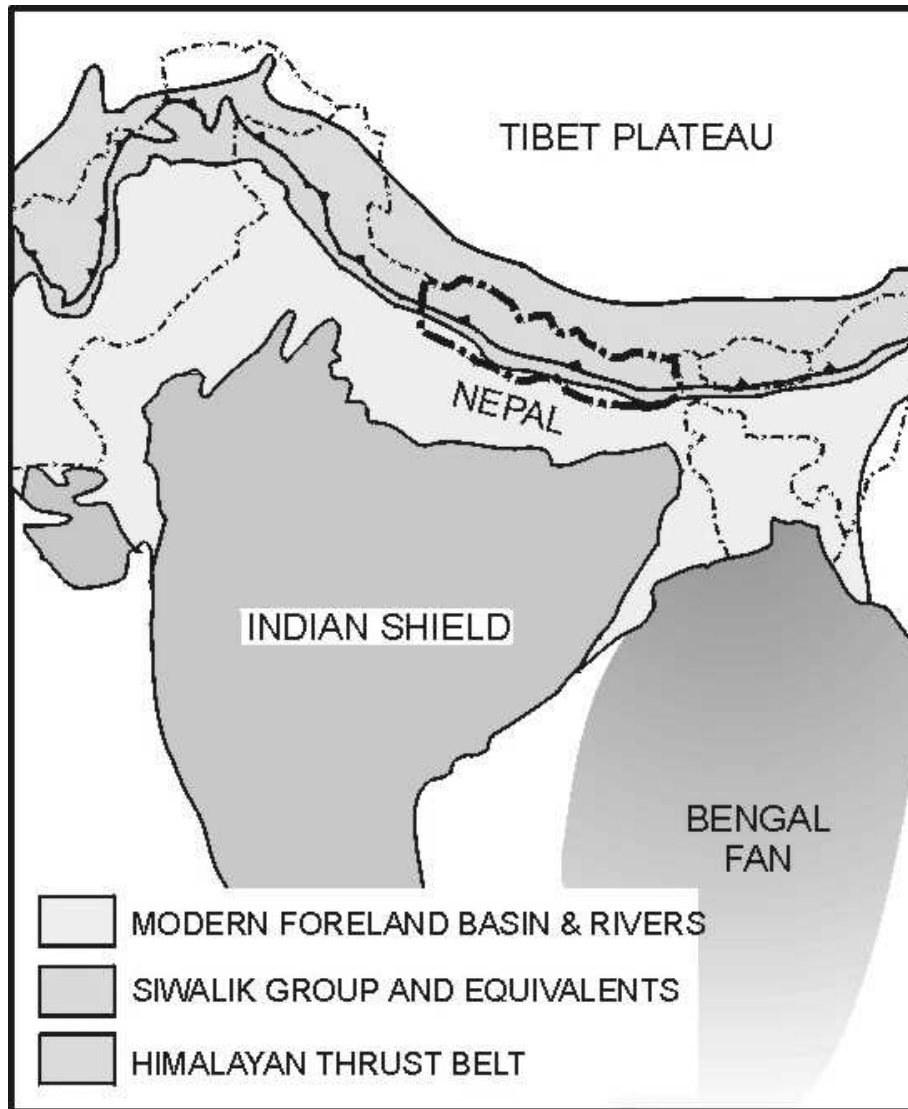 TIBET PLATEAU
NEPAL
INDIAN SHIELD
BENGAL
FAN
MODERN FORELAND BASIN & RIVERS
SIWALIK GROUP AND EQUIVALENTS
HIMALAYAN THRUST BELT